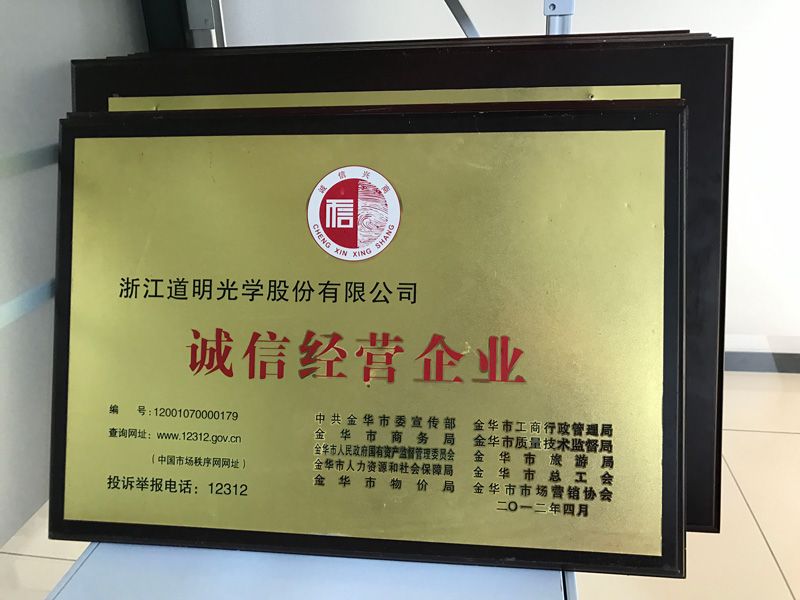 诚信兴商
信
CHENG XIN XING SHANG
浙江道明光学股份有限公司
诚信经营企业
编 号:12001070000179
查询网址:www.12312.gov.cn
(中国市场秩序网网址)
投诉举报电话:12312
中共金华市委宣传部
金华市商务局
金华市人民政府国有资产监督管理委员会
金华市人力资源和社会保障局
金华市物价局
金华市工商行政管理局
金华市质量技术监督局
金华市旅游局
金华市总工会
金华市市场营销协会
二〇一二年四月